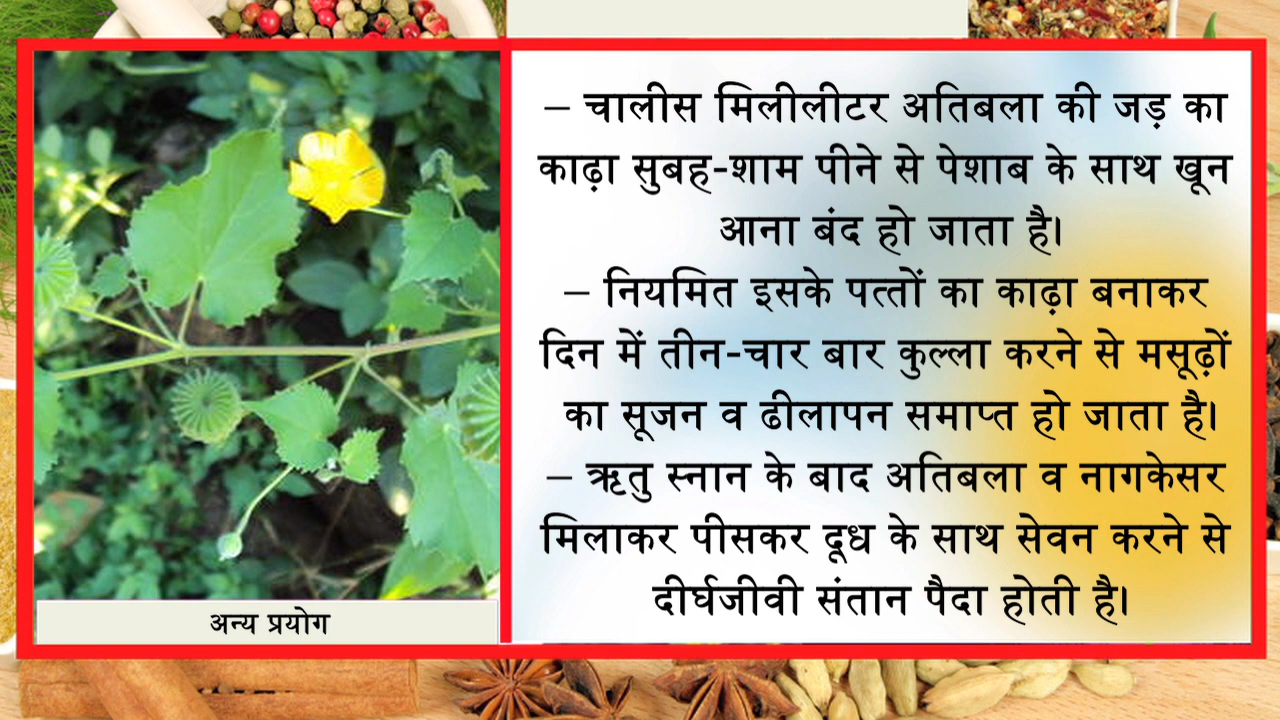 – चालीस मिलीलीटर अतिबला की जड़ का
काढ़ा सुबह-शाम पीने से पेशाब के साथ खून
आना बंद हो जाता है।
– नियमित इसके पत्तों का काढ़ा बनाकर
दिन में तीन-चार बार कुल्ला करने से मसूढ़ों
का सूजन व ढीलापन समाप्त हो जाता है।
– ऋतु स्नान के बाद अतिबला व नागकेसर
मिलाकर पीसकर दूध के साथ सेवन करने से
दीर्घजीवी संतान पैदा होती है।
अन्य प्रयोग